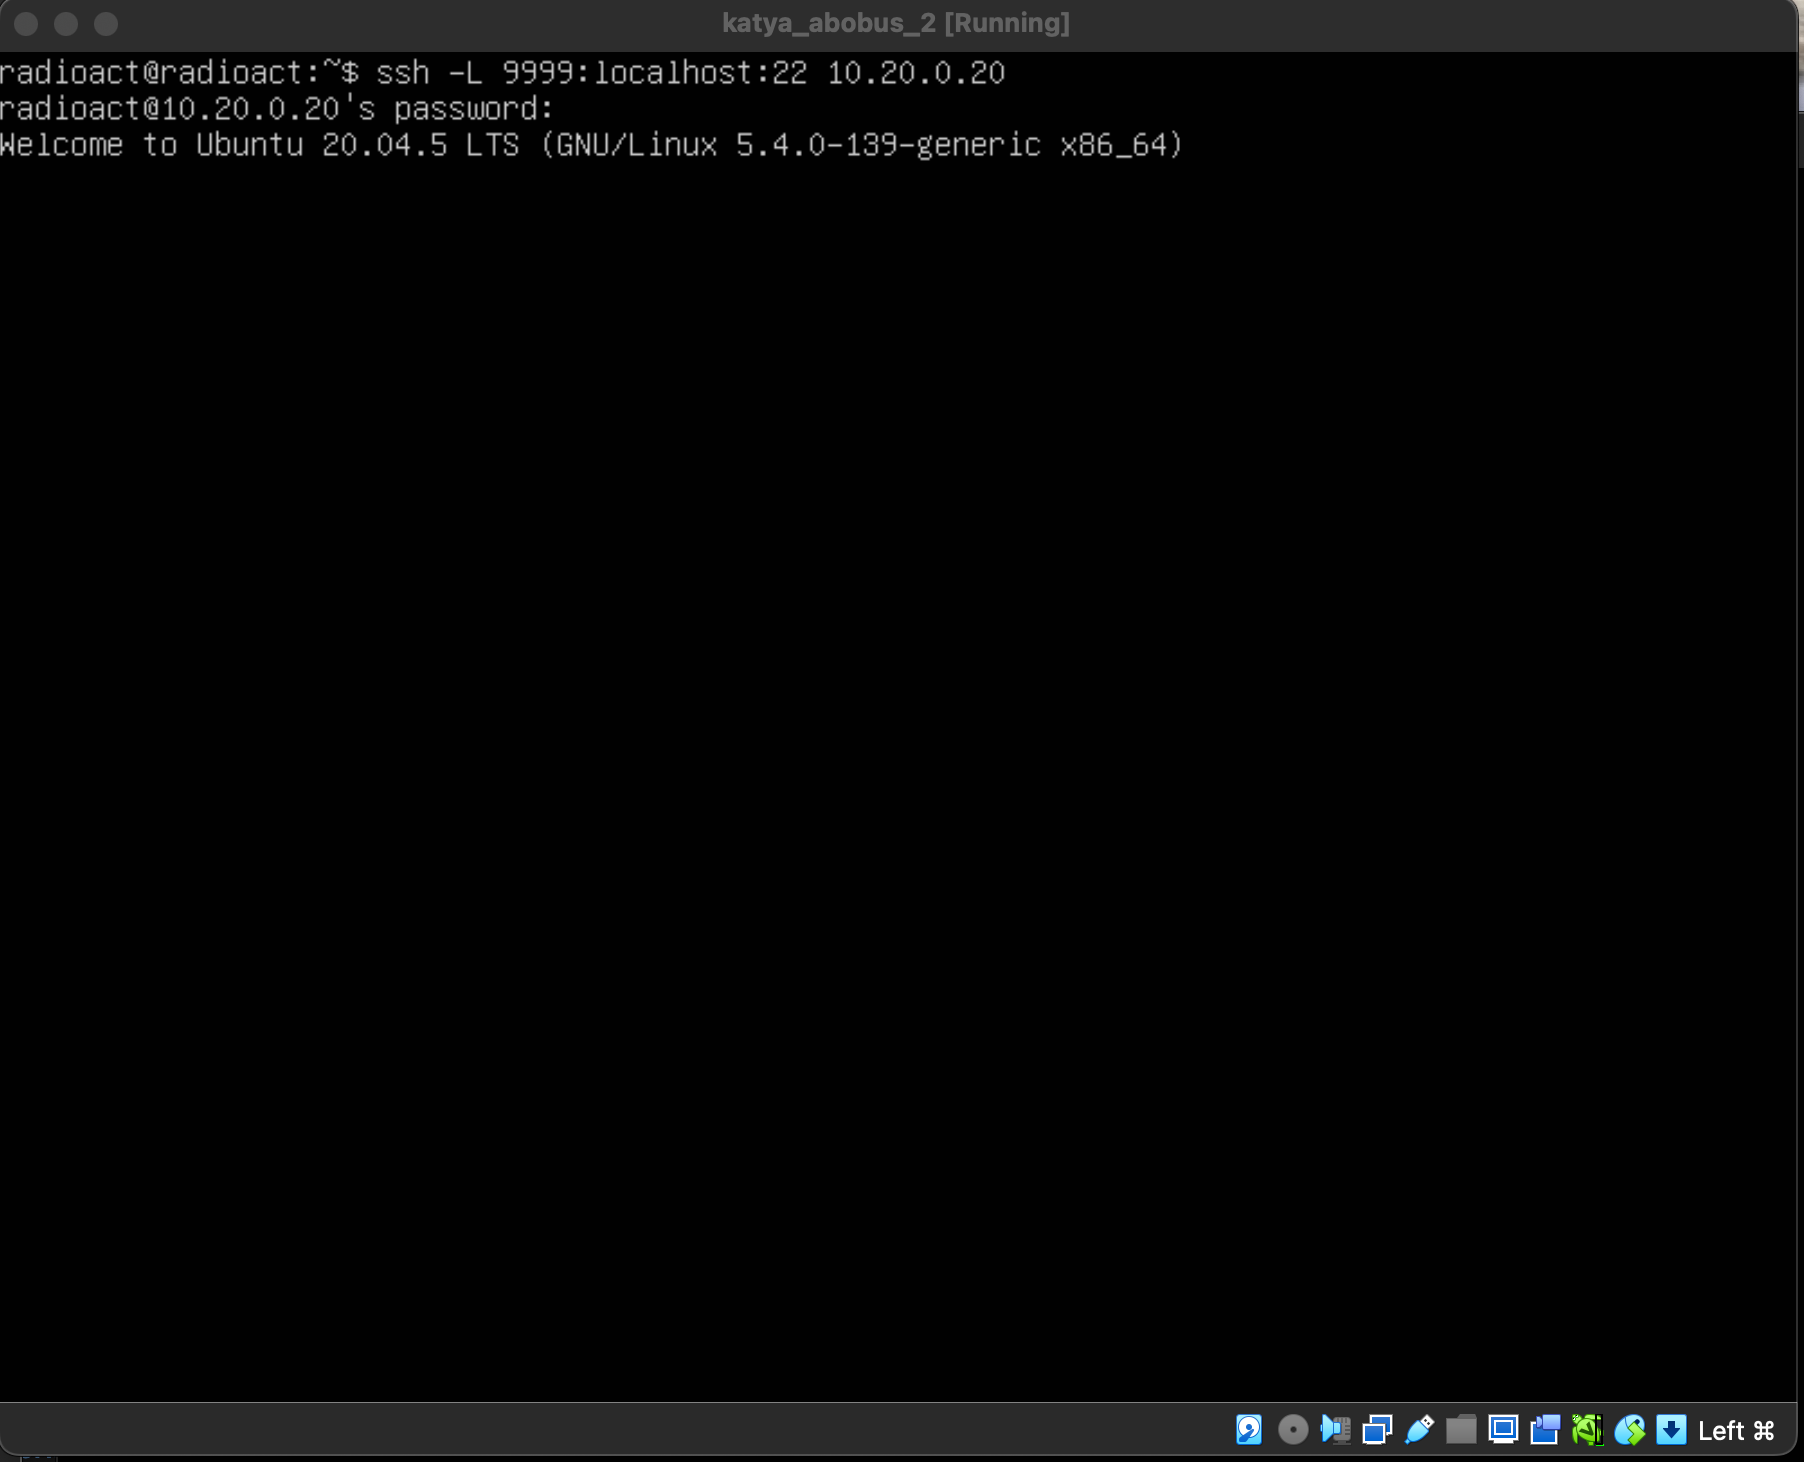 katya_abobus_2 [Running]
radioact@radioact:~$ ssh -L 9999:localhost:22 10.20.0.20
radioact@10.20.0.20's password:
Welcome to Ubuntu 20.04.5 LTS (GNU/Linux 5.4.0-139-generic x86_64)
Left ⌘